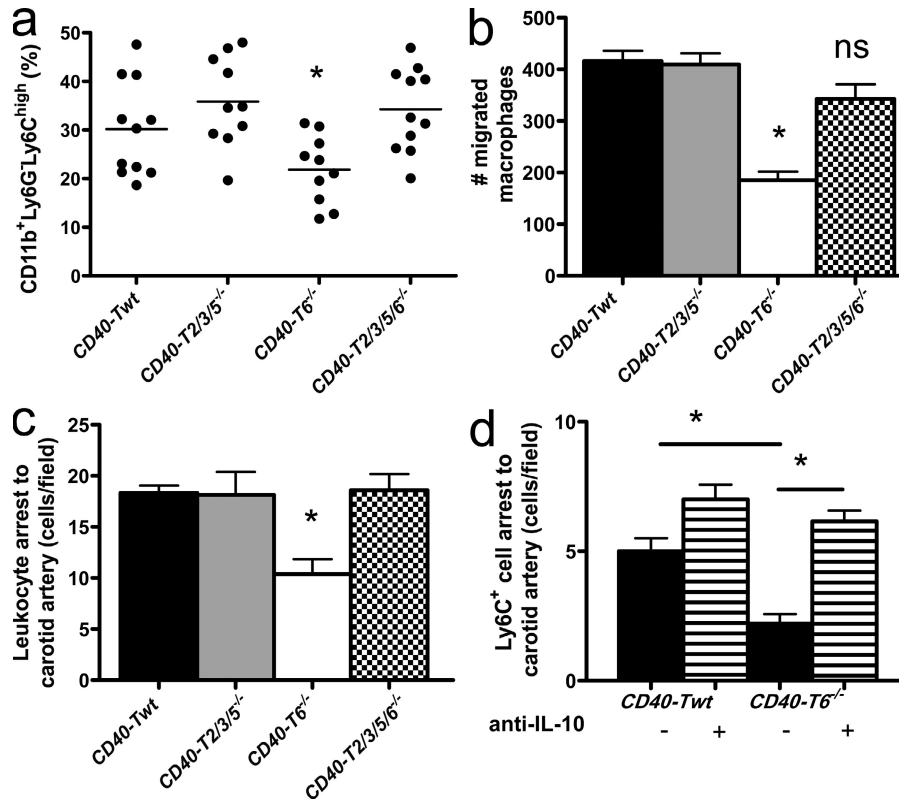 a
CD11b⁺Ly6G⁻Ly6Cʰⁱᵍʰ (%)
50
40
30
20
10
0
*
CD40-Twt
CD40-T2/3/5⁻/⁻
CD40-T6⁻/⁻
CD40-T2/3/5/6⁻/⁻
b
# migrated
macrophages
500
400
300
200
100
0
*
ns
CD40-Twt
CD40-T2/3/5⁻/⁻
CD40-T6⁻/⁻
CD40-T2/3/5/6⁻/⁻
c
Leukocyte arrest to
carotid artery (cells/field)
25
20
15
10
5
0
*
CD40-Twt
CD40-T2/3/5⁻/⁻
CD40-T6⁻/⁻
CD40-T2/3/5/6⁻/⁻
d
Ly6C⁺ cell arrest to
carotid artery (cells/field)
10
5
0
*
*
CD40-Twt CD40-T6⁻/⁻
anti-IL-10 - + - +